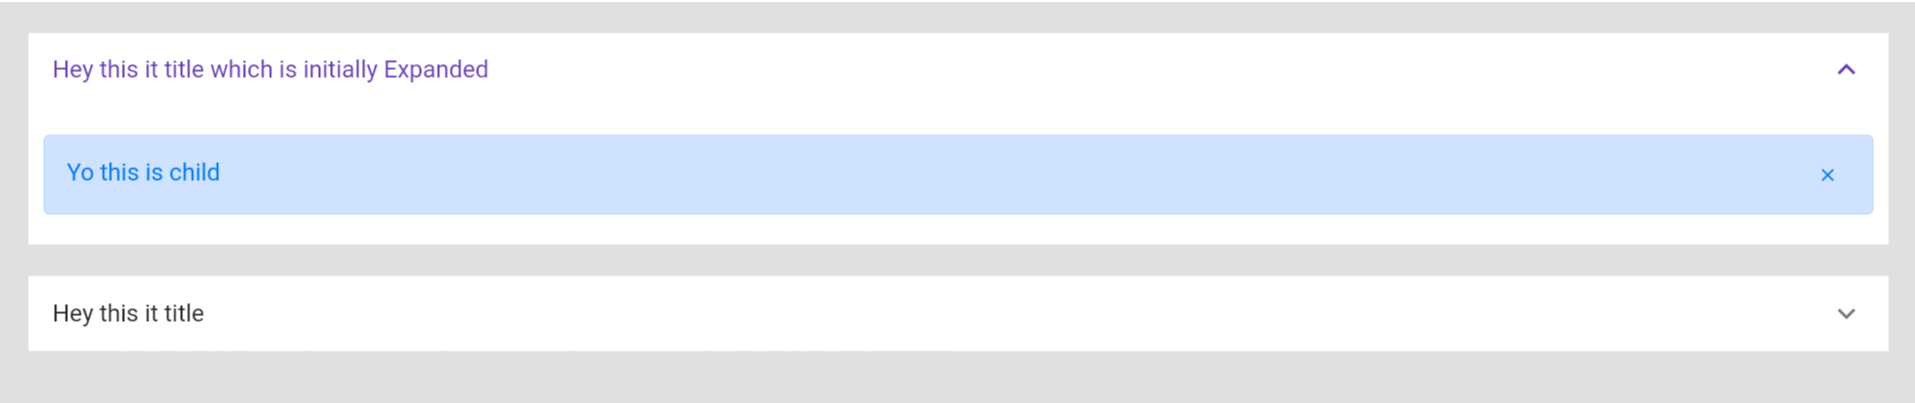 Hey this it title which is initially Expanded
Yo this is child
Hey this it title